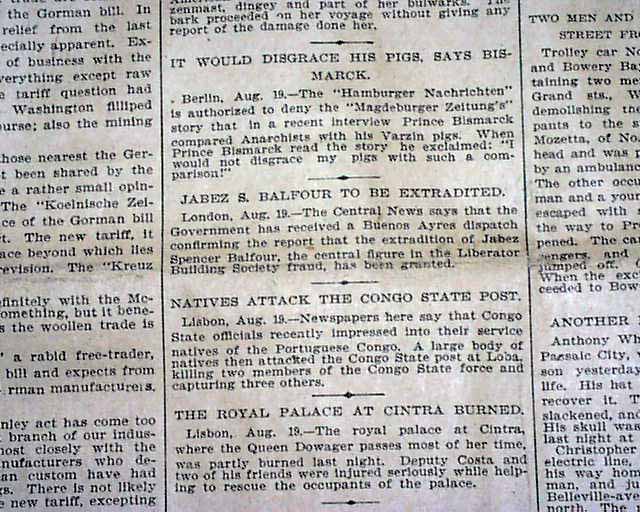 the Gorman bill. In
relief from the last
ecially apparent. Ex-
of business with the
verything except raw
tariff question had
Washington filliped
ourse; also the mining
those nearest the Ger-
t been shared by the
e a rather small opin-
The "Koelnische Zei-
ce of the Gorman bill
t. The new tariff, it
ace beyond which lies
revision. The "Kreuz
efinitely with the Mc-
omething, but it bene-
s the woollen trade is
a rabid free-trader,
bill and expects from
rman manufacturers.
nley act has come too
branch of our indus-
most closely with the
nufacturers who de-
an custom have had
gs. There is not likely
e new tariff, excepting
zenmast, dingey and part of her bulwarks. The
bark proceeded on her voyage without giving any
report of the damage done her.
IT WOULD DISGRACE HIS PIGS, SAYS BIS-
MARCK.
Berlin, Aug. 19.—The "Hamburger Nachrichten"
is authorized to deny the "Magdeburger Zeitung's"
story that in a recent interview Prince Bismarck
compared Anarchists with his Varzin pigs. When
Prince Bismarck read the story he exclaimed: "I
would not disgrace my pigs with such a com-
parison!"
JABEZ S. BALFOUR TO BE EXTRADITED.
London, Aug. 19.—The Central News says that the
Government has received a Buenos Ayres dispatch
confirming the report that the extradition of Jabez
Spencer Balfour, the central figure in the Liberator
Building Society fraud, has been granted.
NATIVES ATTACK THE CONGO STATE POST.
Lisbon, Aug. 19.—Newspapers here say that Congo
State officials recently impressed into their service
natives of the Portuguese Congo. A large body of
natives then attacked the Congo State post at Loba,
killing two members of the Congo State force and
capturing three others.
THE ROYAL PALACE AT CINTRA BURNED.
Lisbon, Aug. 19.—The royal palace at Cintra,
where the Queen Dowager passes most of her time,
was partly burned last night. Deputy Costa and
two of his friends were injured seriously while help-
ing to rescue the occupants of the palace.
TWO MEN AND
STREET FRO
Trolley car No
and Bowery Bay
taining two me
Grand sts., W
demolishing th
pants to the s
Mozetta, of No.
head and was r
by an ambulanc
The other occu
man and a you
escaped with
the way to Pr
pened. The ca
sengers, and
jumped off.
When the exc
ceeded to Bow
ANOTHER
Anthony Wh
Passaic City,
son yesterday
life. His hat
recover it. T
slackened, and
His skull was
last night at
Christopher
electric line,
his way hom
man, and ju
Belleville-ave
north. The